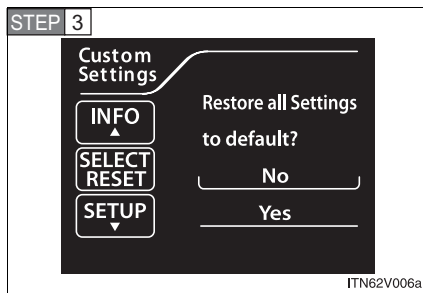 STEP 3
Custom
Settings
INFO
▲
SELECT
RESET
SETUP
▼
Restore all Settings
to default?
No
Yes
ITN62V006a